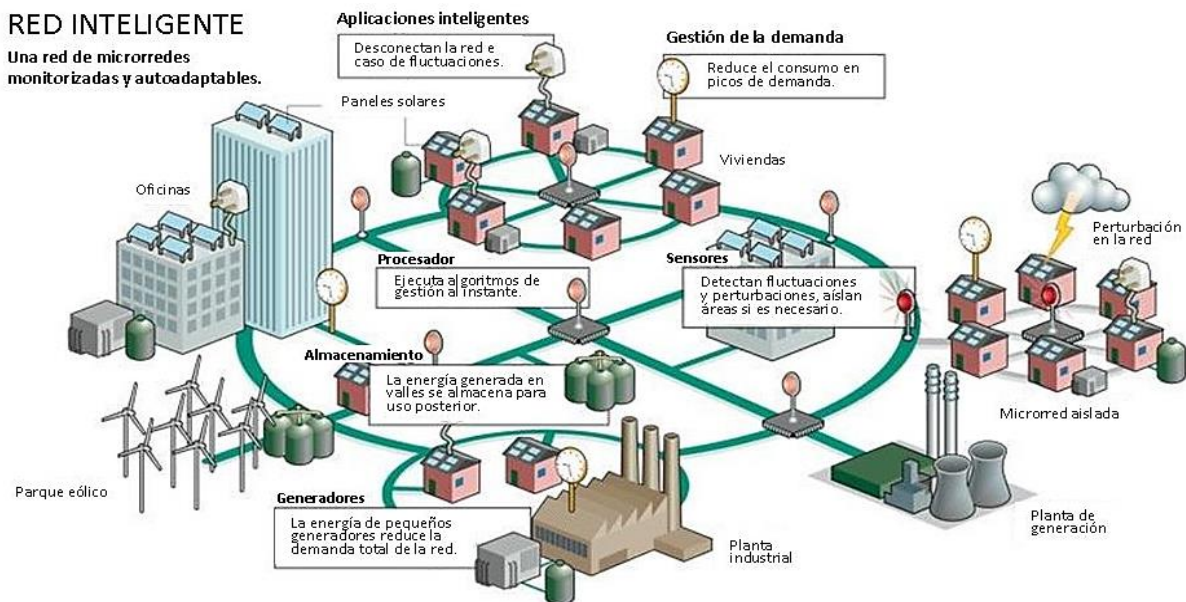 RED INTELIGENTE
Una red de microrredes
monitorizadas y autoadaptables.
Aplicaciones inteligentes
Desconectan la red e
caso de fluctuaciones.
Gestión de la demanda
Reduce el consumo en
picos de demanda.
Paneles solares
Viviendas
Oficinas
Perturbación
en la red
Procesador
Ejecuta algoritmos de
gestión al instante.
Sensores
Detectan fluctuaciones
y perturbaciones, aíslan
áreas si es necesario.
Almacenamiento
La energía generada en
valles se almacena para
uso posterior.
Microrred aislada
Parque eólico
Generadores
La energía de pequeños
generadores reduce la
demanda total de la red.
Planta
industrial
Planta de
generación